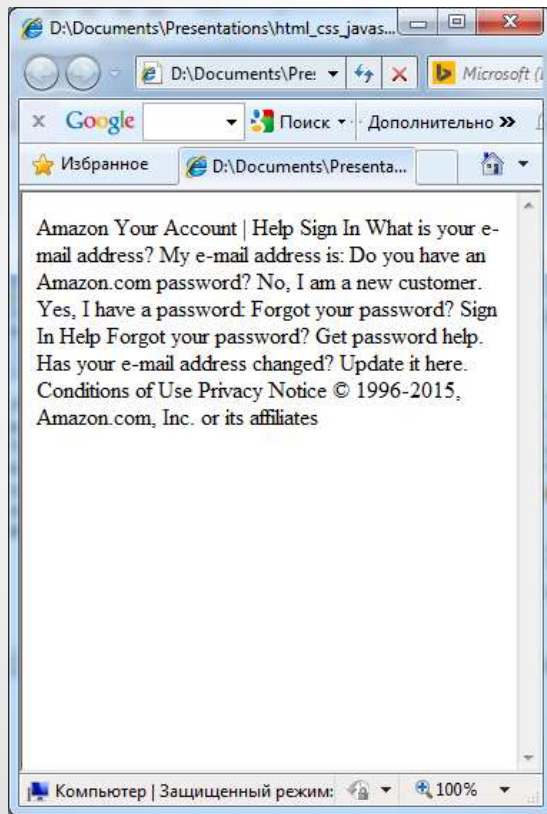 D:\Documents\Presentations\html_css_javas...
D:\Documents\Pre: Microsoft (
x Google Поиск Дополнительно »
Избранное D:\Documents\Presenta...
Amazon Your Account | Help Sign In What is your e-
mail address? My e-mail address is: Do you have an
Amazon.com password? No, I am a new customer.
Yes, I have a password: Forgot your password? Sign
In Help Forgot your password? Get password help.
Has your e-mail address changed? Update it here.
Conditions of Use Privacy Notice © 1996-2015,
Amazon.com, Inc. or its affiliates
Компьютер | Защищенный режим: 100%